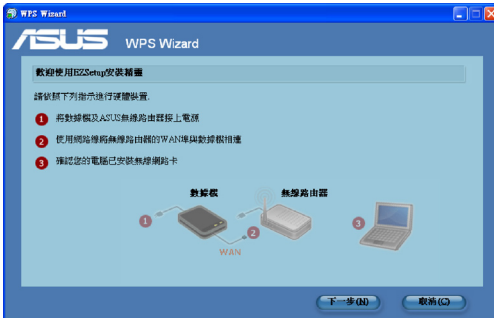 WPS Wizard
ASUS WPS Wizard
歡迎使用EZSetup安裝精靈
請依照下列指示進行硬體裝置.
1 將數據機及ASUS無線路由器接上電源
2 使用網路線將無線路由器的WAN埠與數據機相連
3 確認您的電腦已安裝無線網路卡
數據機 無線路由器
1 2 3
WAN
下一步(N) 取消(C)